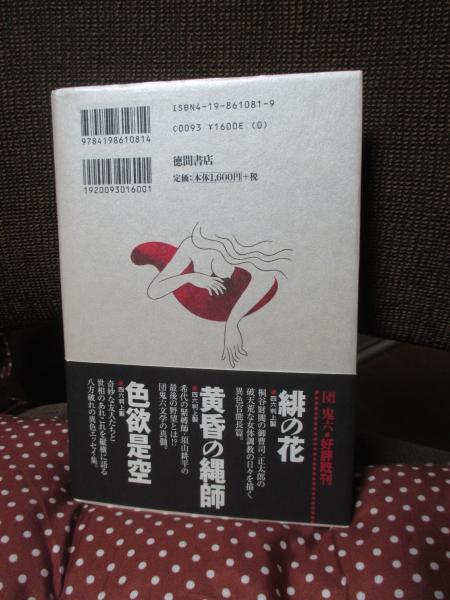 ISBN4-19-861081-9
C0093 ¥1600E (0)
9784198610814
1920093016001
徳間書店
定価:本体1,600円+税
団 鬼六●好評既刊
緋の花
●四六判上製
桐谷財閥の御曹司・正太郎の
破天荒な女体調教の日々を描く
異色官能長篇。
黄昏の縄師
●四六判上製
希代の緊縛師・須山耕平の
最後の野望とは!?
団鬼六文学の真髄。
色欲是空
●四六判上製
奇妙な友人たちと
世相のあれこれを縦横に語る
八方破れの異色エッセイ集。